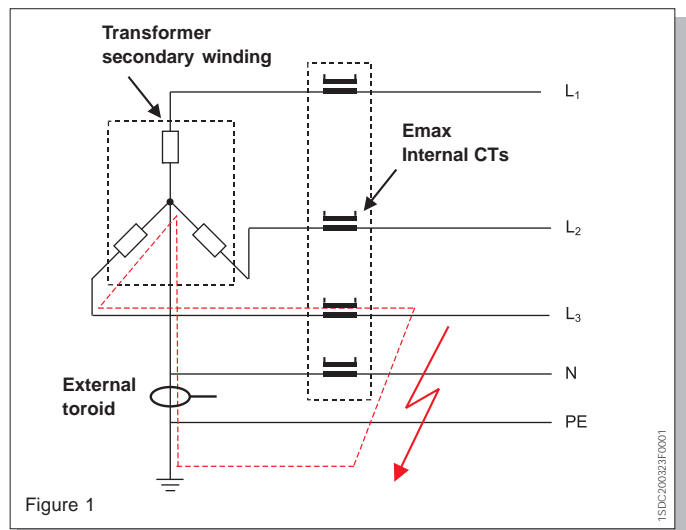 Transformer
secondary winding
L1
Emax
Internal CTs
L2
L3
External
toroid
N
PE
Figure 1
1SDC200323F0001